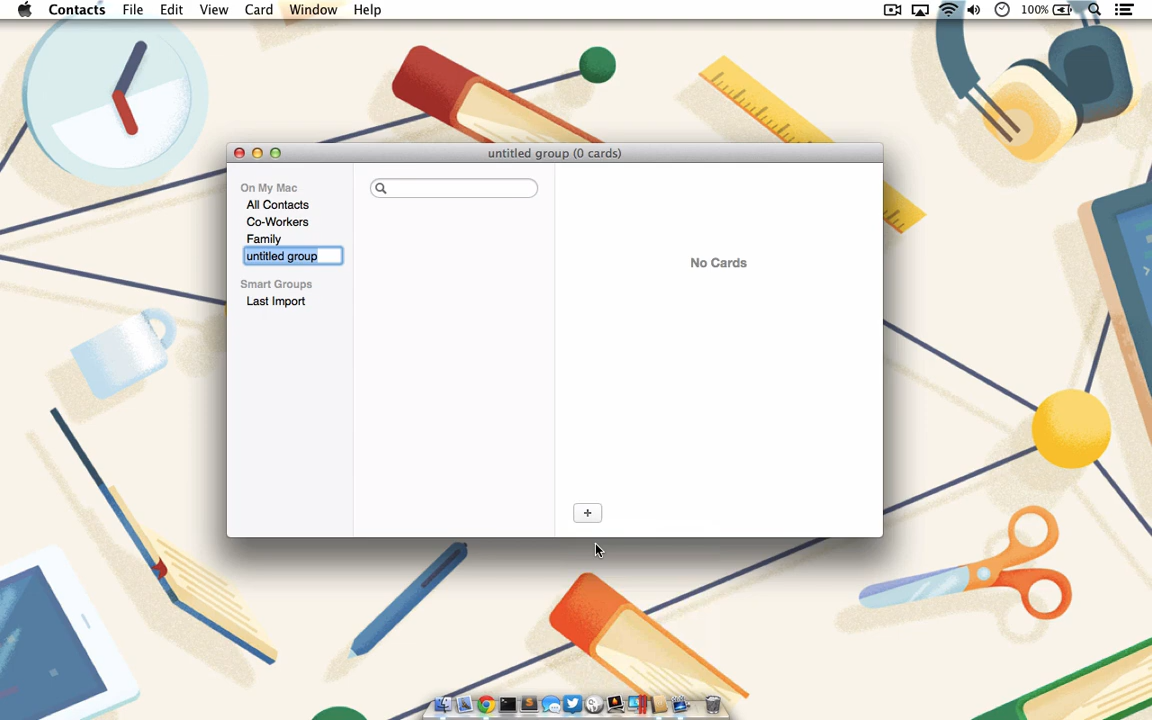 Contacts File Edit View Card Window Help 100%
untitled group (0 cards)
On My Mac
All Contacts
Co-Workers
Family
untitled group
Smart Groups
Last Import
No Cards
+